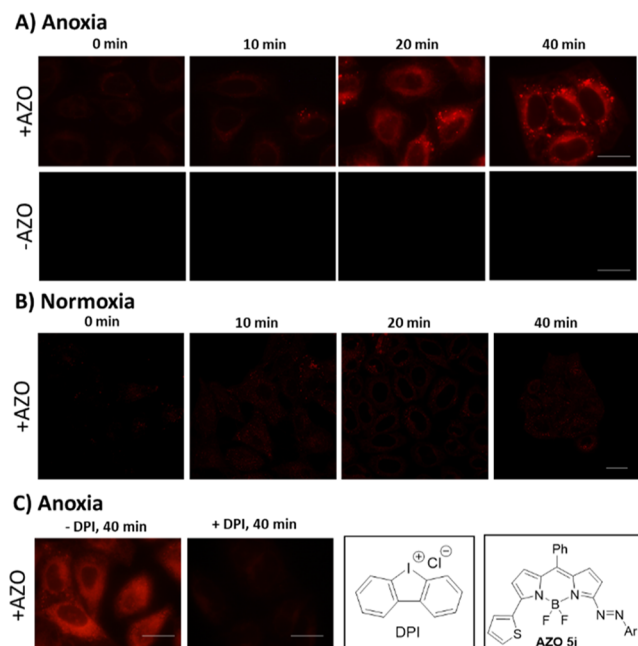 A) Anoxia
0 min 10 min 20 min 40 min
+AZO
-AZO
B) Normoxia
0 min 10 min 20 min 40 min
+AZO
C) Anoxia
- DPI, 40 min + DPI, 40 min
+AZO
I + Cl −
DPI
Ph
N B N
F F N=N
S Ar
AZO 5i